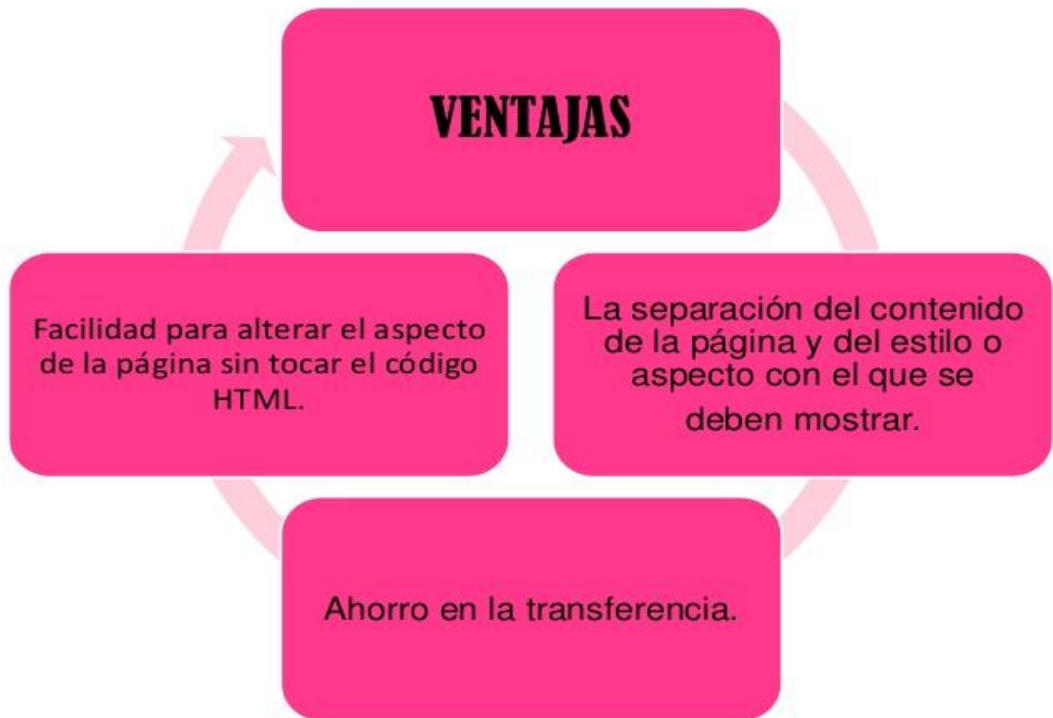 VENTAJAS
La separación del contenido
de la página y del estilo o
aspecto con el que se
deben mostrar.
Ahorro en la transferencia.
Facilidad para alterar el aspecto
de la página sin tocar el código
HTML.